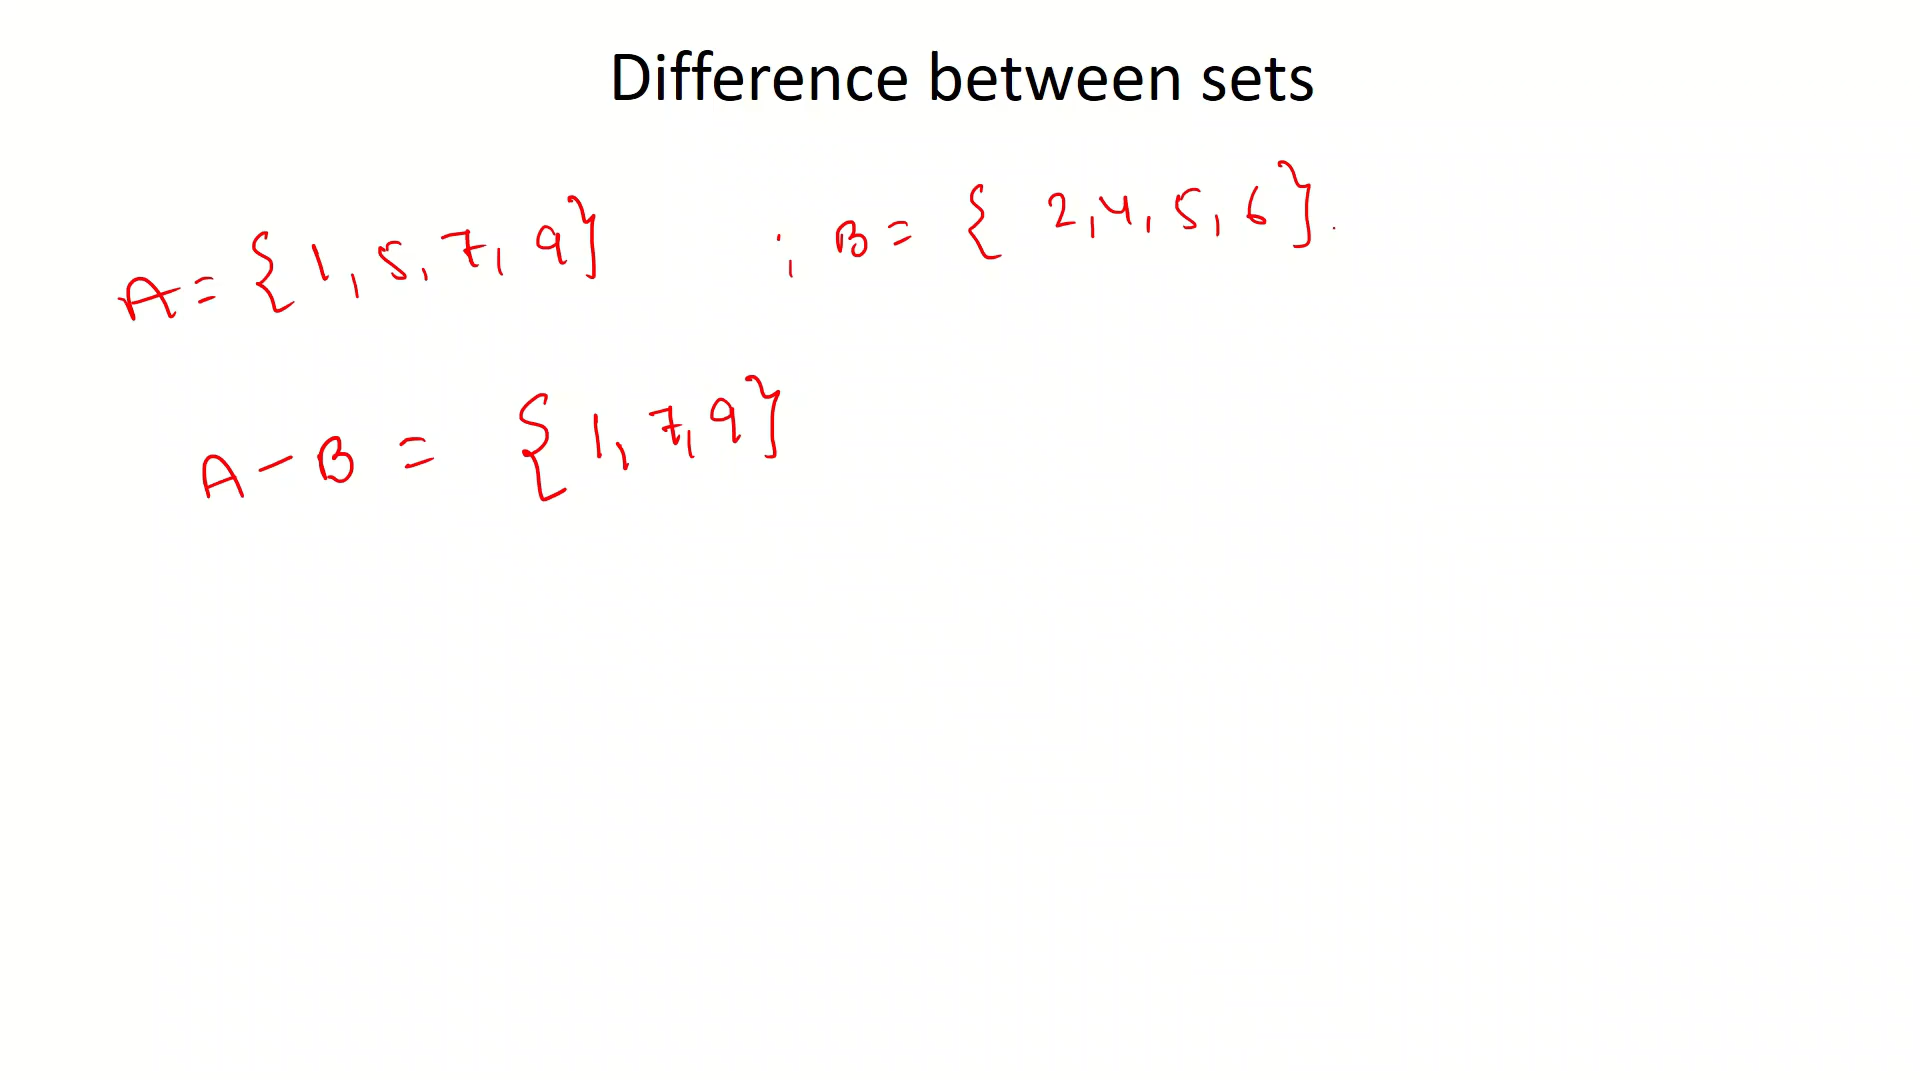 Difference between sets
A = { 1, 5, 7, 9 } ; B = { 2, 4, 5, 6 }.
A - B = { 1, 7, 9 }